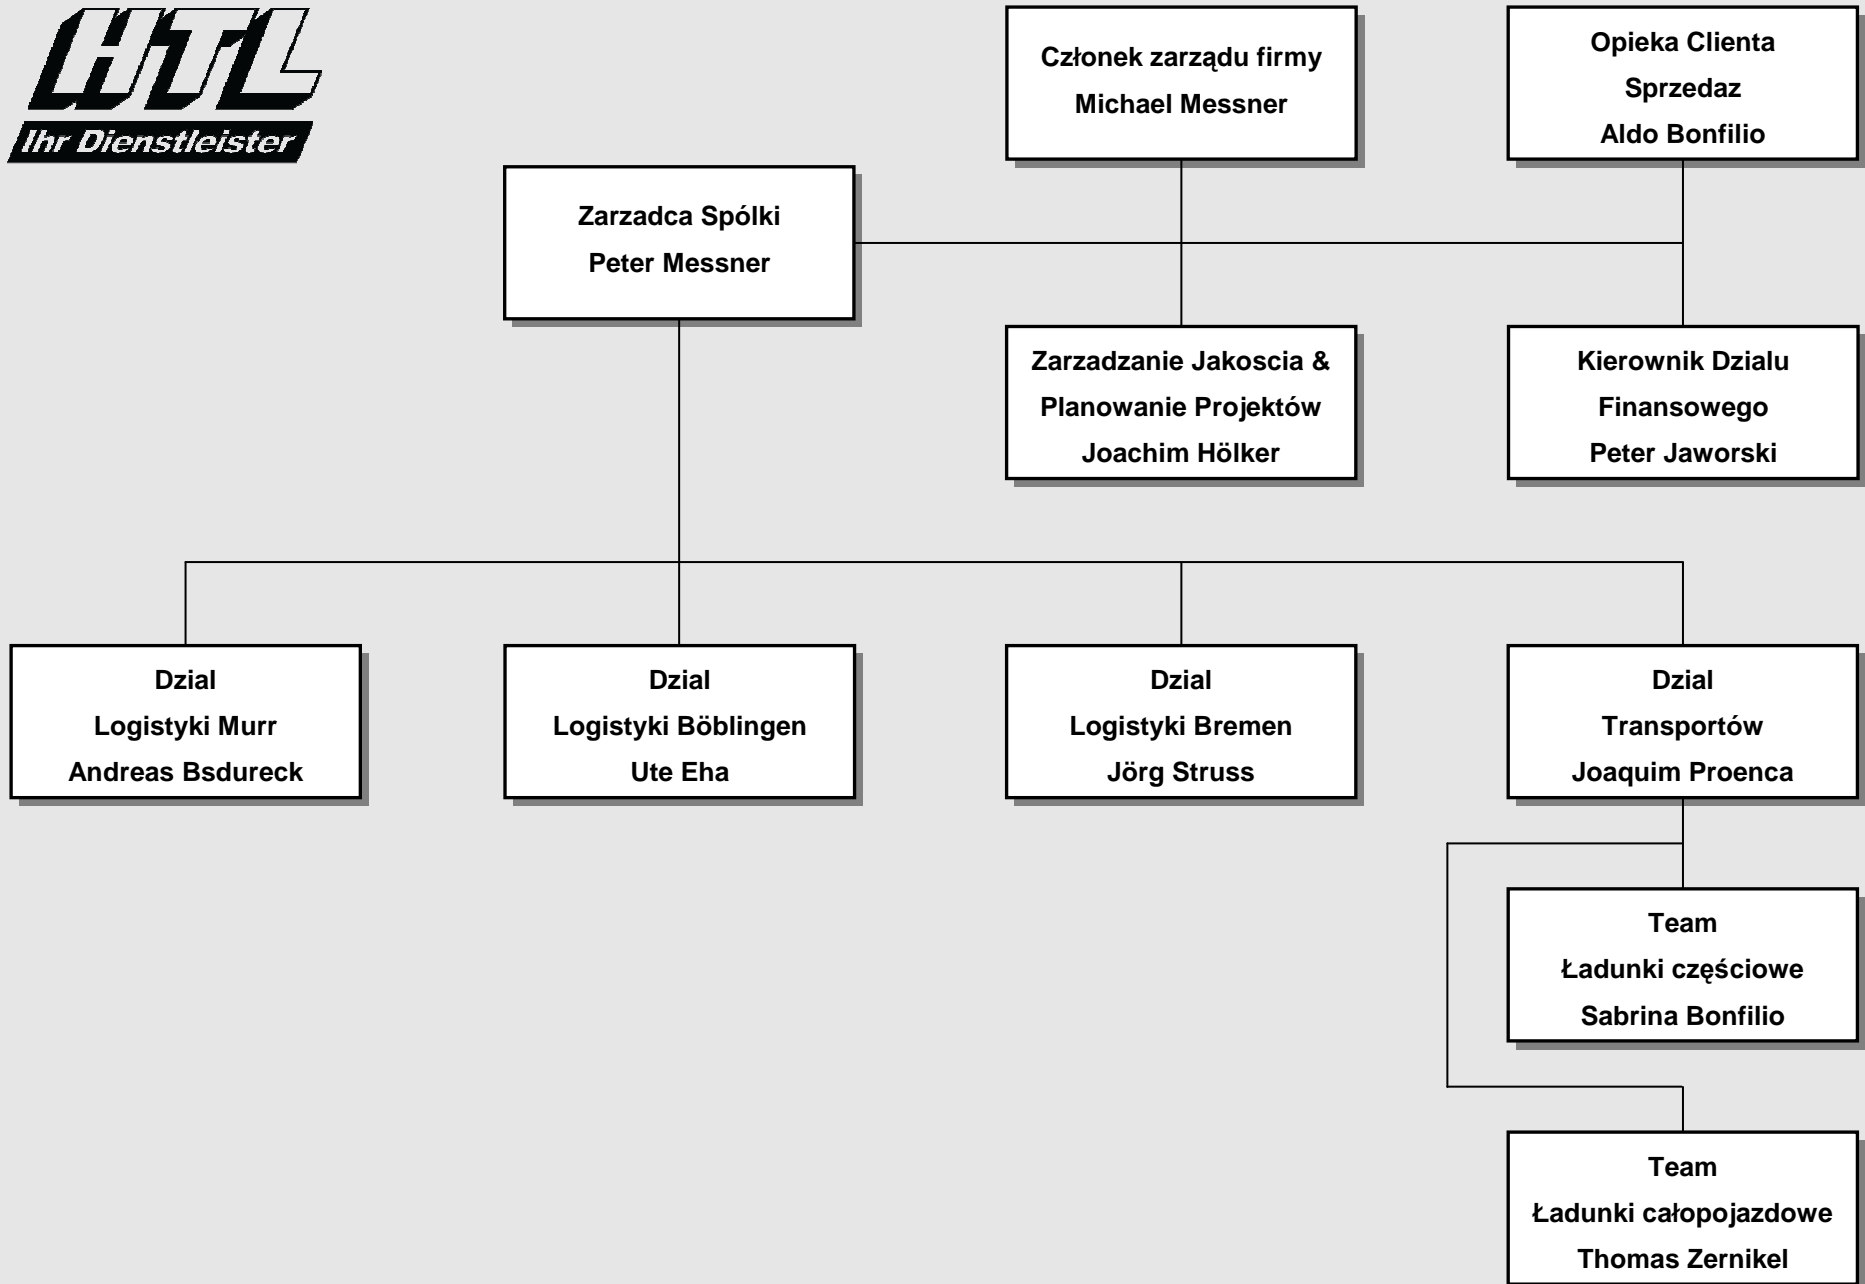 HTL
Ihr Dienstleister
Członek zarządu firmy
Michael Messner
Opieka Clienta
Sprzedaz
Aldo Bonfilio
Zarzadca Spólki
Peter Messner
Zarzadzanie Jakoscia &
Planowanie Projektów
Joachim Hölker
Kierownik Dzialu
Finansowego
Peter Jaworski
Dzial
Logistyki Murr
Andreas Bsdureck
Dzial
Logistyki Böblingen
Ute Eha
Dzial
Logistyki Bremen
Jörg Struss
Dzial
Transportów
Joaquim Proenca
Team
Ładunki częściowe
Sabrina Bonfilio
Team
Ładunki całopojazdowe
Thomas Zernikel